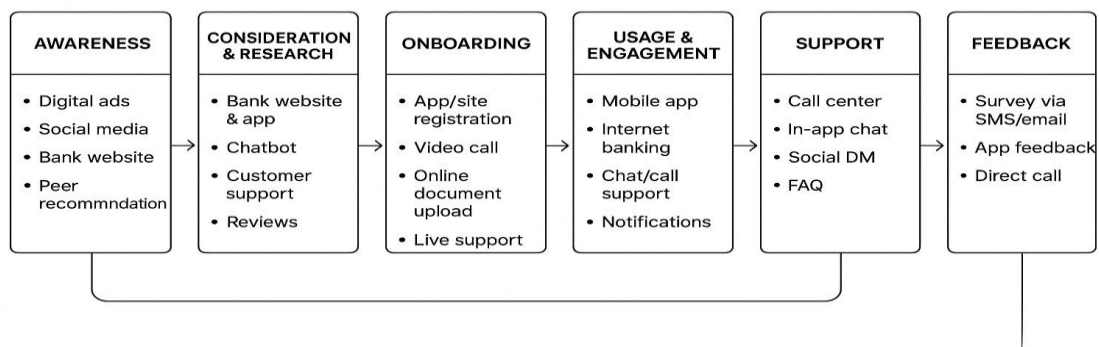 AWARENESS
• Digital ads
• Social media
• Bank website
• Peer
recommndation
CONSIDERATION
& RESEARCH
• Bank website
& app
• Chatbot
• Customer
support
• Reviews
ONBOARDING
• App/site
registration
• Video call
• Online
document
upload
• Live support
USAGE &
ENGAGEMENT
• Mobile app
• Internet
banking
• Chat/call
support
• Notifications
SUPPORT
• Call center
• In-app chat
• Social DM
• FAQ
FEEDBACK
• Survey via
SMS/email
• App feedback
• Direct call